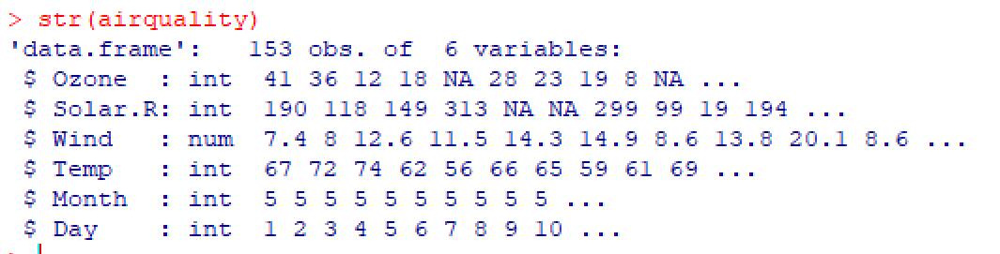 > str(airquality)
'data.frame':   153 obs. of  6 variables:
 $ Ozone  : int  41 36 12 18 NA 28 23 19 8 NA ...
 $ Solar.R: int  190 118 149 313 NA NA 299 99 19 194 ...
 $ Wind   : num  7.4 8 12.6 11.5 14.3 14.9 8.6 13.8 20.1 8.6 ...
 $ Temp   : int  67 72 74 62 56 66 65 59 61 69 ...
 $ Month  : int  5 5 5 5 5 5 5 5 5 5 ...
 $ Day    : int  1 2 3 4 5 6 7 8 9 10 ...